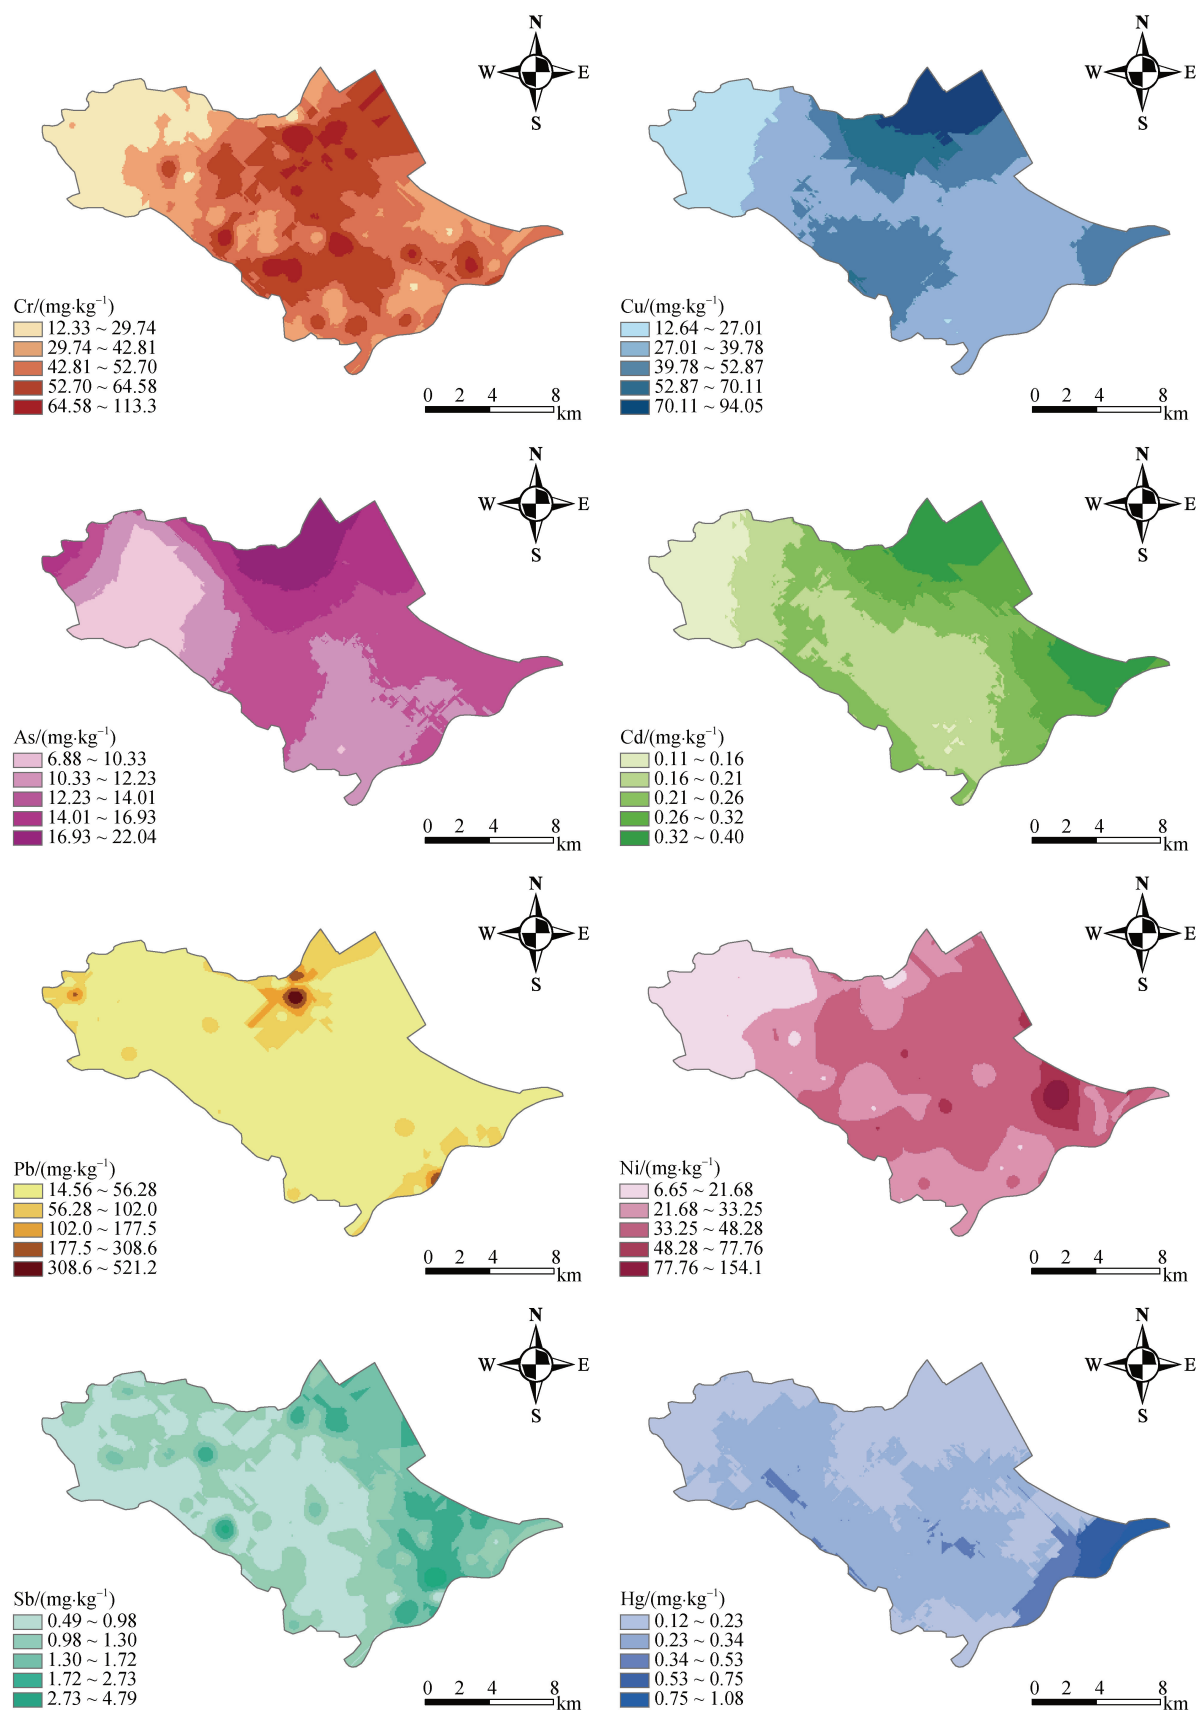 N
W E
S
Cr/(mg·kg⁻¹)
12.33 ~ 29.74
29.74 ~ 42.81
42.81 ~ 52.70
52.70 ~ 64.58
64.58 ~ 113.3
0 2 4 8
km
N
W E
S
Cu/(mg·kg⁻¹)
12.64 ~ 27.01
27.01 ~ 39.78
39.78 ~ 52.87
52.87 ~ 70.11
70.11 ~ 94.05
0 2 4 8
km
N
W E
S
As/(mg·kg⁻¹)
6.88 ~ 10.33
10.33 ~ 12.23
12.23 ~ 14.01
14.01 ~ 16.93
16.93 ~ 22.04
0 2 4 8
km
N
W E
S
Cd/(mg·kg⁻¹)
0.11 ~ 0.16
0.16 ~ 0.21
0.21 ~ 0.26
0.26 ~ 0.32
0.32 ~ 0.40
0 2 4 8
km
N
W E
S
Pb/(mg·kg⁻¹)
14.56 ~ 56.28
56.28 ~ 102.0
102.0 ~ 177.5
177.5 ~ 308.6
308.6 ~ 521.2
0 2 4 8
km
N
W E
S
Ni/(mg·kg⁻¹)
6.65 ~ 21.68
21.68 ~ 33.25
33.25 ~ 48.28
48.28 ~ 77.76
77.76 ~ 154.1
0 2 4 8
km
N
W E
S
Sb/(mg·kg⁻¹)
0.49 ~ 0.98
0.98 ~ 1.30
1.30 ~ 1.72
1.72 ~ 2.73
2.73 ~ 4.79
0 2 4 8
km
N
W E
S
Hg/(mg·kg⁻¹)
0.12 ~ 0.23
0.23 ~ 0.34
0.34 ~ 0.53
0.53 ~ 0.75
0.75 ~ 1.08
0 2 4 8
km